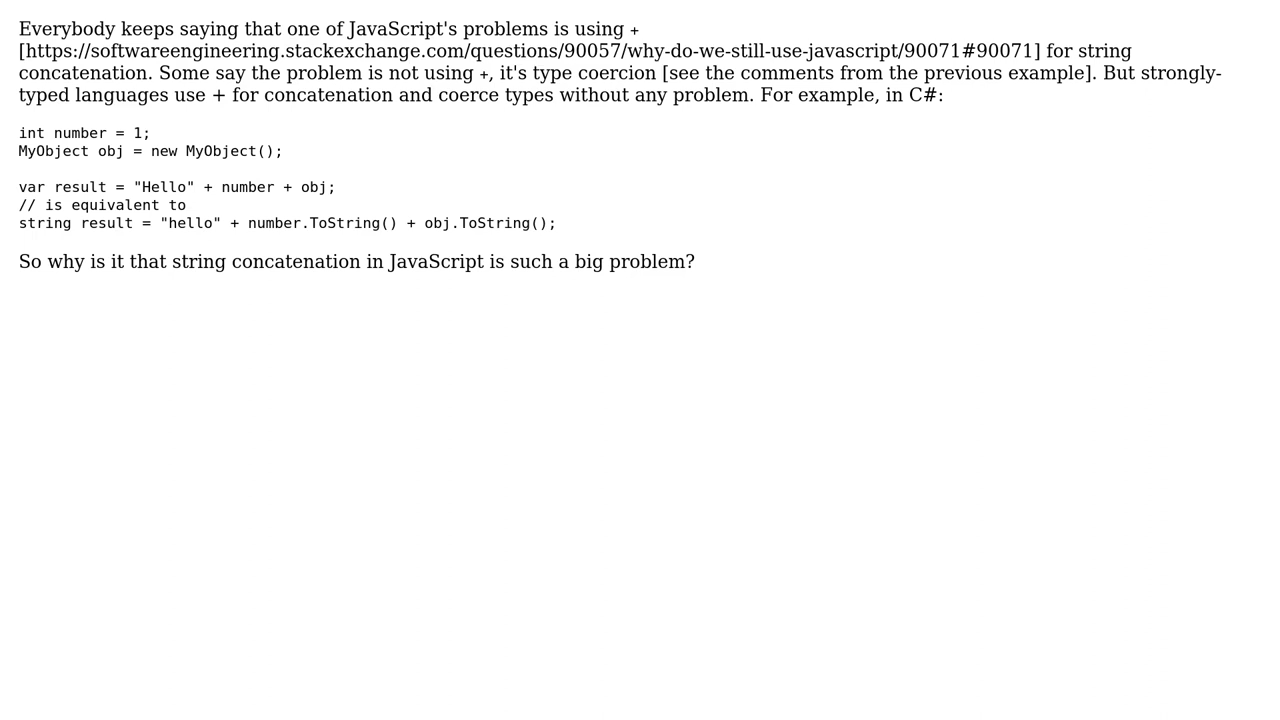 Everybody keeps saying that one of JavaScript's problems is using +
[https://softwareengineering.stackexchange.com/questions/90057/why-do-we-still-use-javascript/90071#90071] for string
concatenation. Some say the problem is not using +, it's type coercion [see the comments from the previous example]. But strongly-
typed languages use + for concatenation and coerce types without any problem. For example, in C#:
int number = 1;
MyObject obj = new MyObject();
var result = "Hello" + number + obj;
// is equivalent to
string result = "hello" + number.ToString() + obj.ToString();
So why is it that string concatenation in JavaScript is such a big problem?